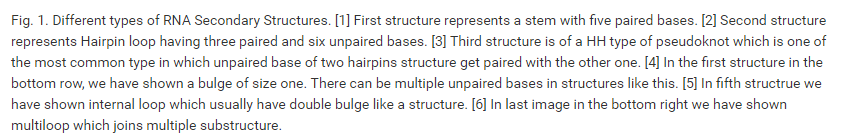 Fig. 1. Different types of RNA Secondary Structures. [1] First structure represents a stem with five paired bases. [2] Second structure
represents Hairpin loop having three paired and six unpaired bases. [3] Third structure is of a HH type of pseudoknot which is one of
the most common type in which unpaired base of two hairpins structure get paired with the other one. [4] In the first structure in the
bottom row, we have shown a bulge of size one. There can be multiple unpaired bases in structures like this. [5] In fifth structrue we
have shown internal loop which usually have double bulge like a structure. [6] In last image in the bottom right we have shown
multiloop which joins multiple substructure.